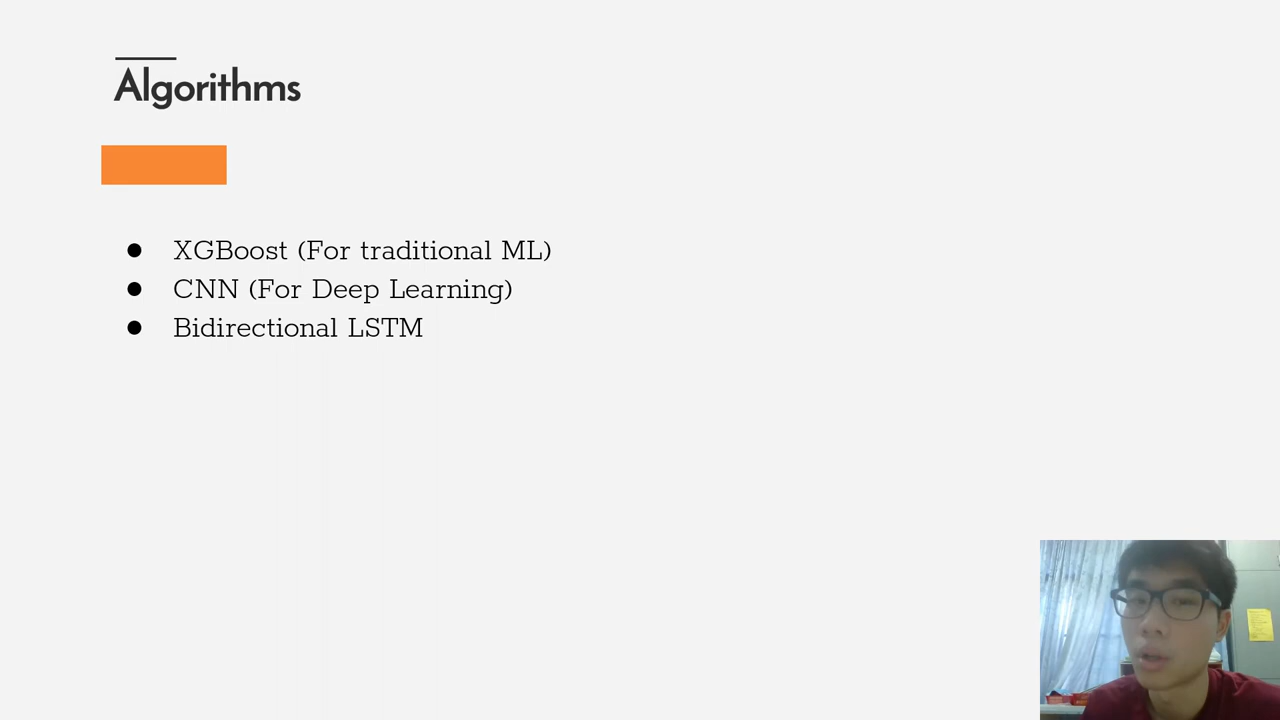 Algorithms
● XGBoost (For traditional ML)
● CNN (For Deep Learning)
● Bidirectional LSTM